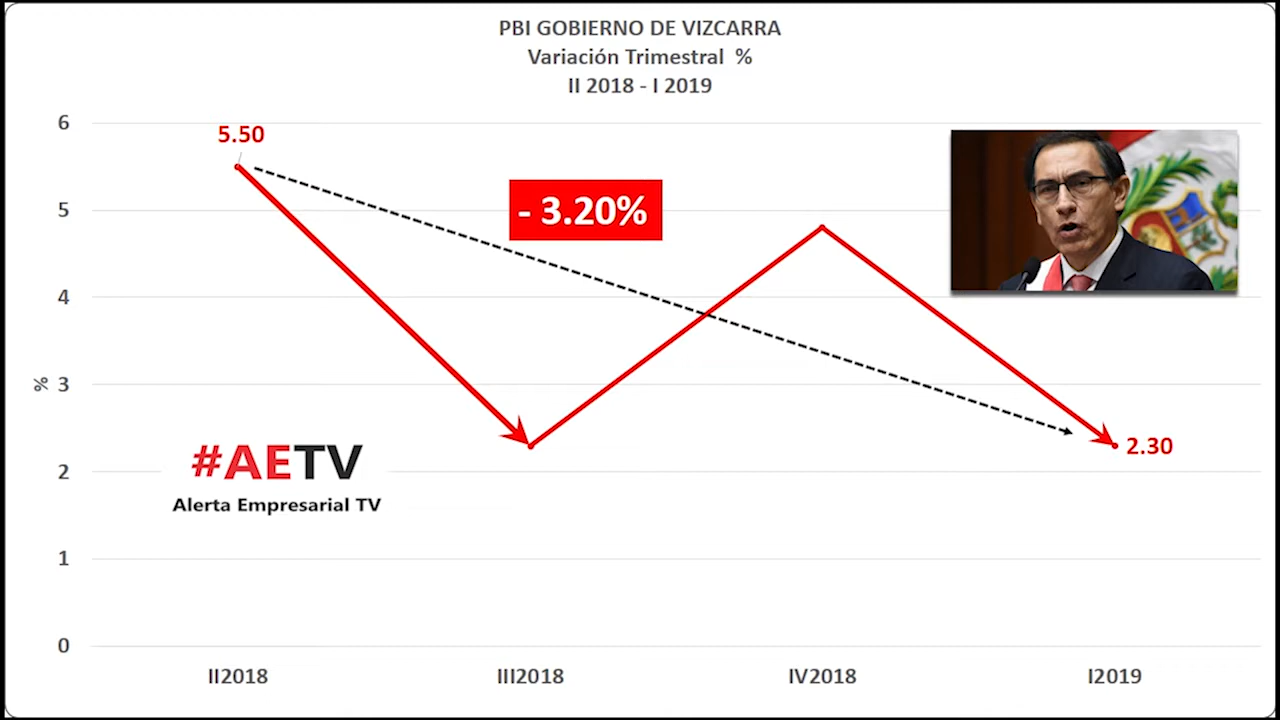 PBI GOBIERNO DE VIZCARRA
Variación Trimestral %
II 2018 - I 2019
6
5.50
5
- 3.20%
4
% 3
2.30
#AETV
2
Alerta Empresarial TV
1
0
II2018 III2018 IV2018 I2019